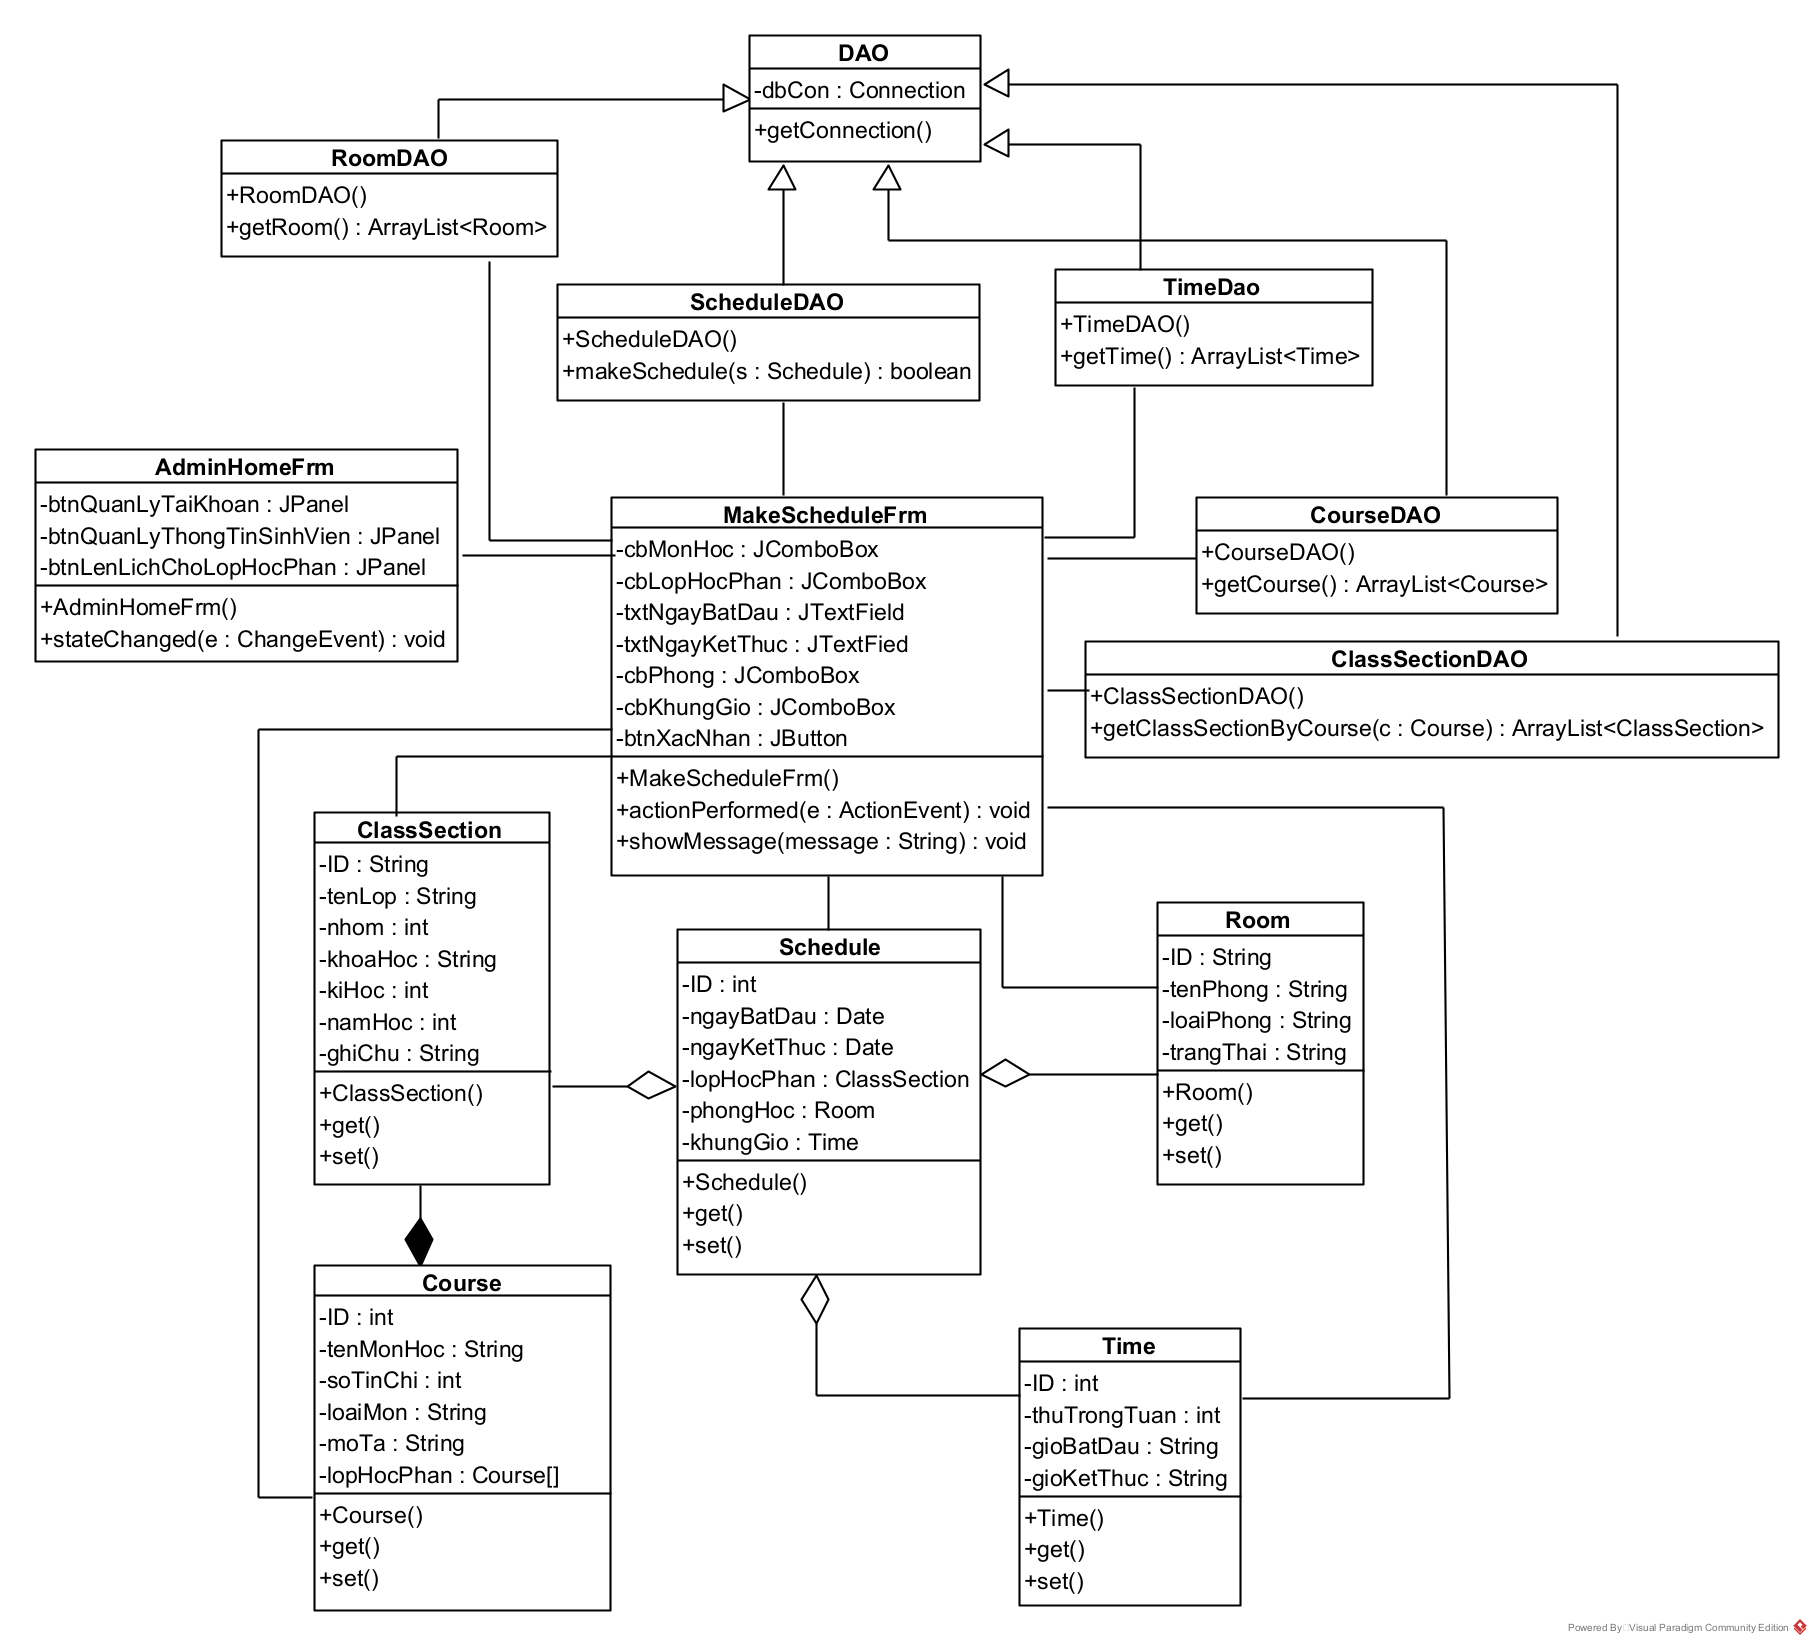 DAO
-dbCon : Connection
+getConnection()
RoomDAO
+RoomDAO()
+getRoom() : ArrayList<Room>
ScheduleDAO
+ScheduleDAO()
+makeSchedule(s : Schedule) : boolean
TimeDao
+TimeDAO()
+getTime() : ArrayList<Time>
AdminHomeFrm
-btnQuanLyTaiKhoan : JPanel
-btnQuanLyThongTinSinhVien : JPanel
-btnLenLichChoLopHocPhan : JPanel
+AdminHomeFrm()
+stateChanged(e : ChangeEvent) : void
MakeScheduleFrm
-cbMonHoc : JComboBox
-cbLopHocPhan : JComboBox
-txtNgayBatDau : JTextField
-txtNgayKetThuc : JTextFied
-cbPhong : JComboBox
-cbKhungGio : JComboBox
-btnXacNhan : JButton
+MakeScheduleFrm()
+actionPerformed(e : ActionEvent) : void
+showMessage(message : String) : void
CourseDAO
+CourseDAO()
+getCourse() : ArrayList<Course>
ClassSectionDAO
+ClassSectionDAO()
+getClassSectionByCourse(c : Course) : ArrayList<ClassSection>
ClassSection
-ID : String
-tenLop : String
-nhom : int
-khoaHoc : String
-kiHoc : int
-namHoc : int
-ghiChu : String
+ClassSection()
+get()
+set()
Schedule
-ID : int
-ngayBatDau : Date
-ngayKetThuc : Date
-lopHocPhan : ClassSection
-phongHoc : Room
-khungGio : Time
+Schedule()
+get()
+set()
Room
-ID : String
-tenPhong : String
-loaiPhong : String
-trangThai : String
+Room()
+get()
+set()
Course
-ID : int
-tenMonHoc : String
-soTinChi : int
-loaiMon : String
-moTa : String
-lopHocPhan : Course[]
+Course()
+get()
+set()
Time
-ID : int
-thuTrongTuan : int
-gioBatDau : String
-gioKetThuc : String
+Time()
+get()
+set()
Powered By Visual Paradigm Community Edition